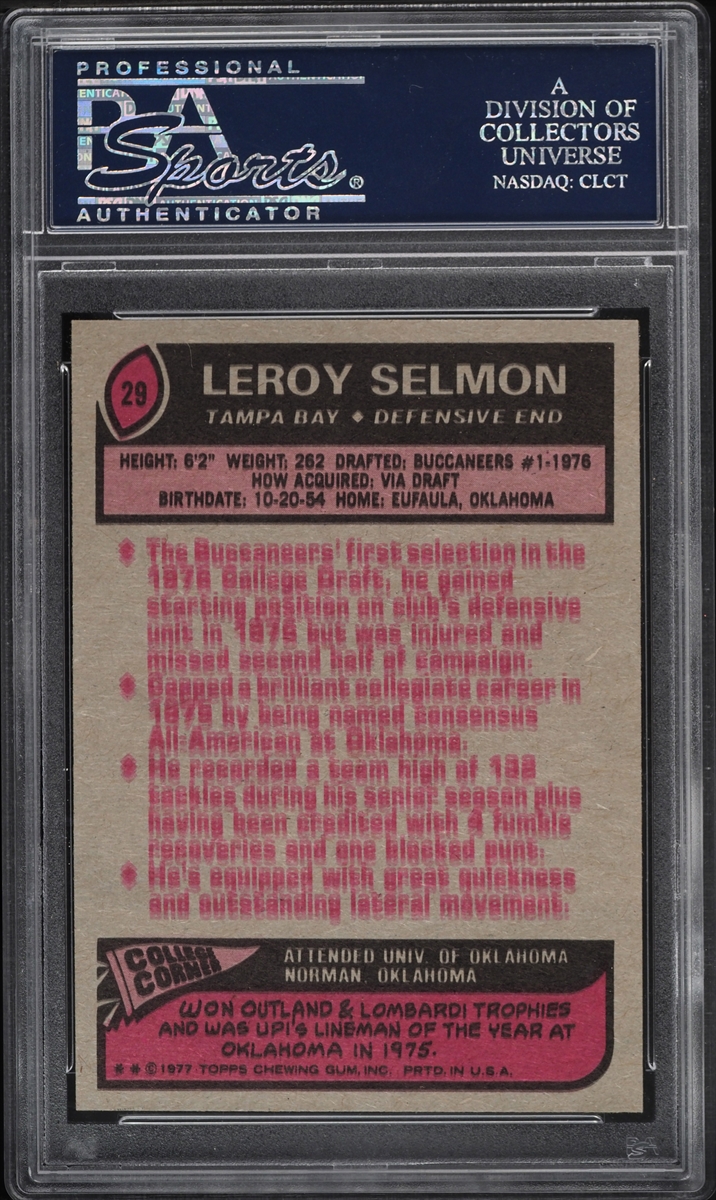 PROFESSIONAL
PSA
Sports®
AUTHENTICATOR
A
DIVISION OF
COLLECTORS
UNIVERSE
NASDAQ: CLCT
29
LEROY SELMON
TAMPA BAY ♦ DEFENSIVE END
HEIGHT: 6'2" WEIGHT: 262 DRAFTED: BUCCANEERS #1-1976
HOW ACQUIRED: VIA DRAFT
BIRTHDATE: 10-20-54 HOME: EUFAULA, OKLAHOMA
The Buccaneers' first selection in the
1976 College Draft, he gained
starting position on club's defensive
unit in 1976 but was injured and
missed second half of campaign.
Capped a brilliant collegiate career in
1975 by being named consensus
All-American at Oklahoma.
He recorded a team high of 132
tackles during his senior season plus
having been credited with 4 fumble
recoveries and one blocked punt.
He's equipped with great quickness
and outstanding lateral movement.
COLLEGE
CORNER
ATTENDED UNIV. OF OKLAHOMA
NORMAN, OKLAHOMA
WON OUTLAND & LOMBARDI TROPHIES
AND WAS UPI'S LINEMAN OF THE YEAR AT
OKLAHOMA IN 1975.
** © 1977 TOPPS CHEWING GUM, INC. PRTD. IN U.S.A.